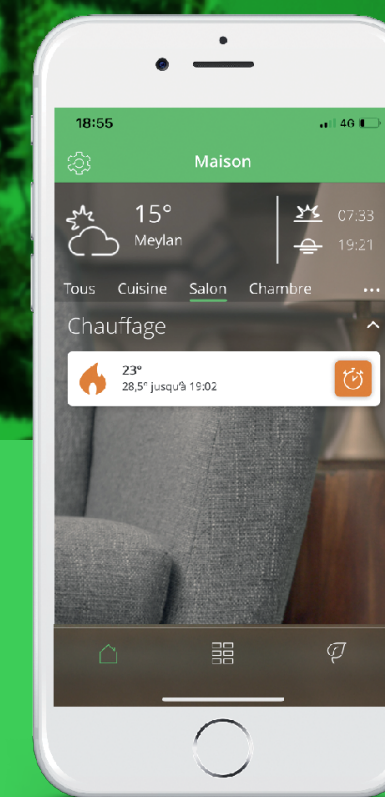 18:55 4G
Maison
15° 07:33
Meylan 19:21
Tous Cuisine Salon Chambre ...
Chauffage
23°
28,5° jusqu'à 19:02